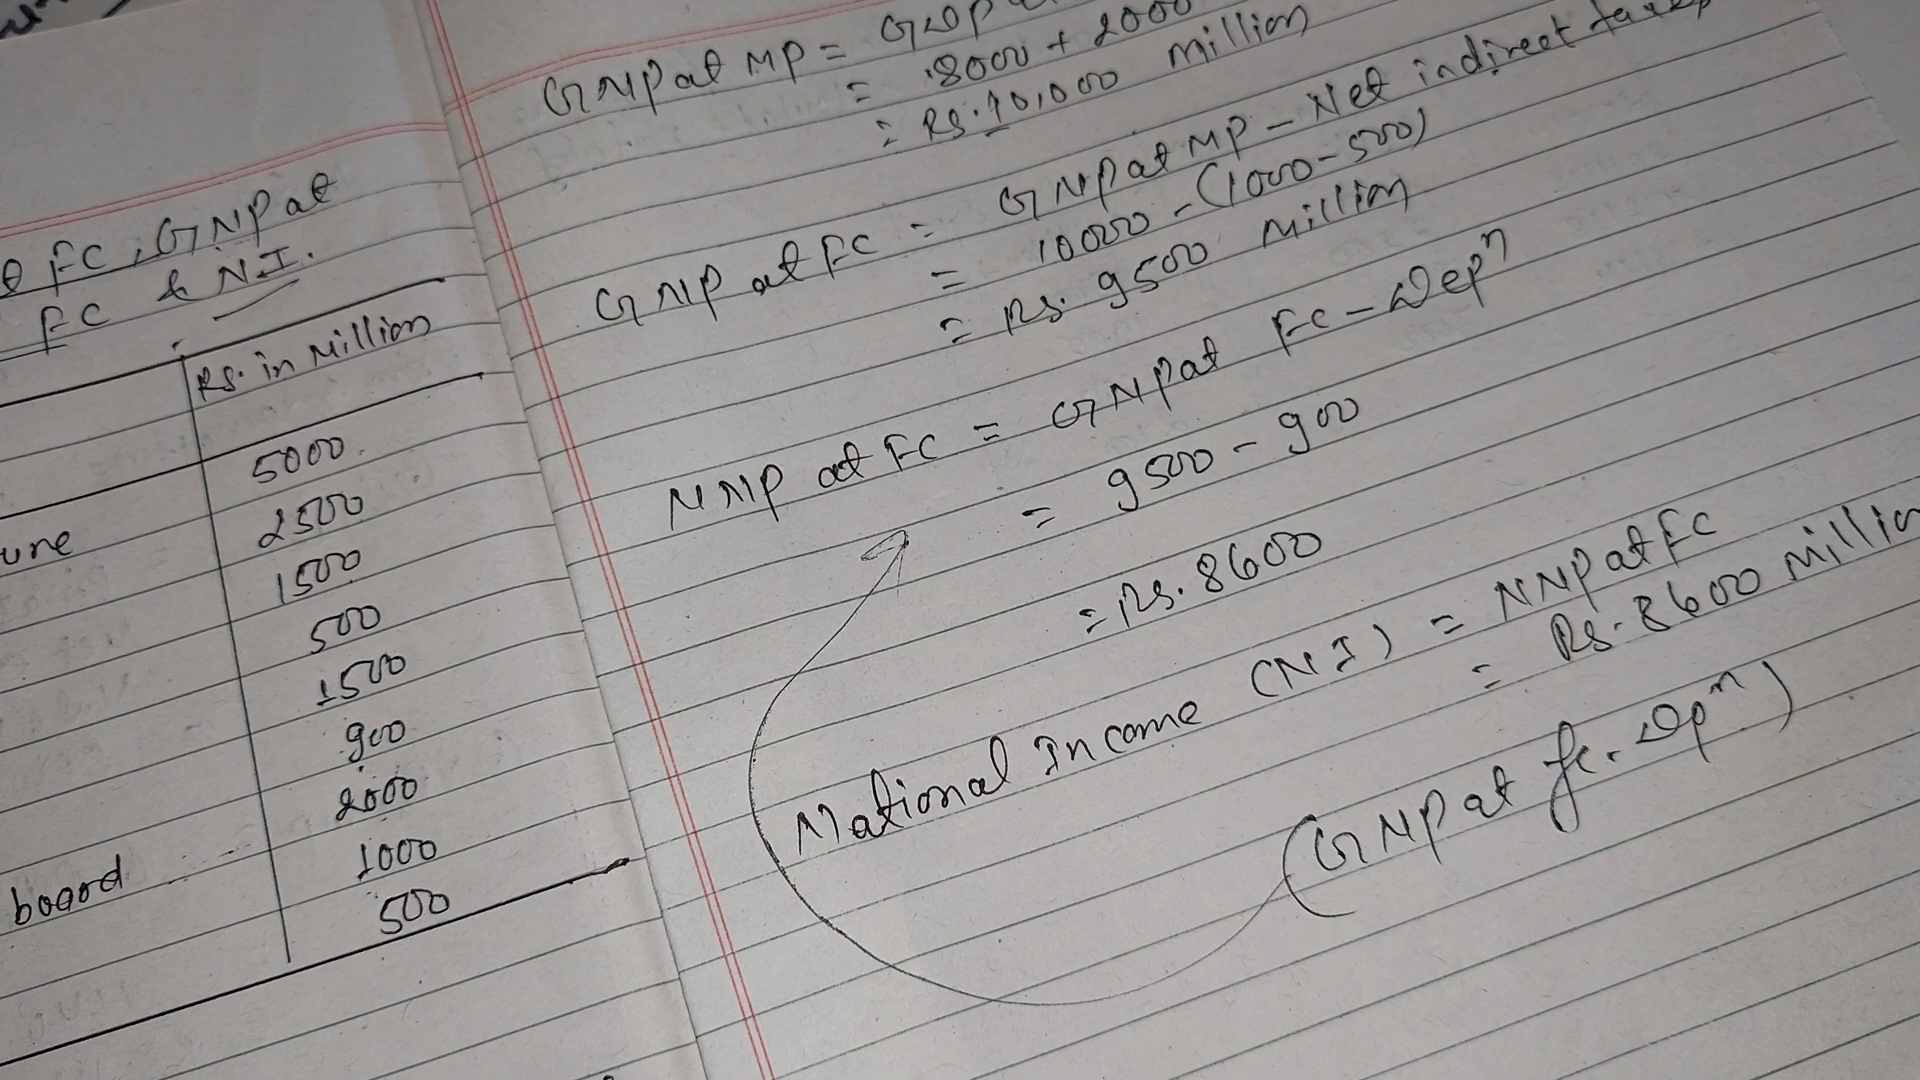 FC, GNP at
FC & N.I.
Rs. in Million
5000
2500
1500
500
1500
900
2000
1000
board
500
GNP at MP = GDP
= 8000 + 2000
= Rs. 10,000 Million
GNP at FC = GNP at MP - Net indirect taxes
= 10000 - (1000-500)
= Rs. 9500 Million
NNP at FC = GNP at FC - Depn
= 9500 - 900
= Rs. 8600
National Income (NI) = NNP at FC
= Rs. 8600 Million
(GNP at fc. Dpn)